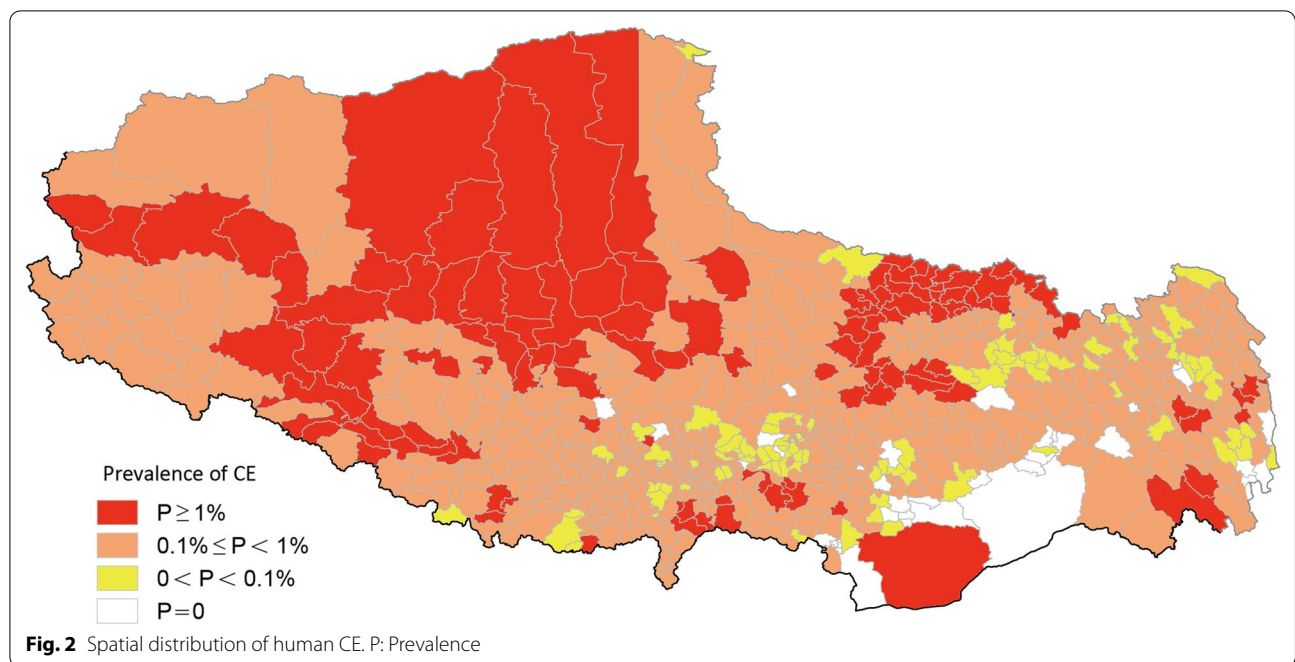 Prevalence of CE
P ≥ 1%
0.1% ≤ P < 1%
0 < P < 0.1%
P=0
Fig. 2 Spatial distribution of human CE. P: Prevalence